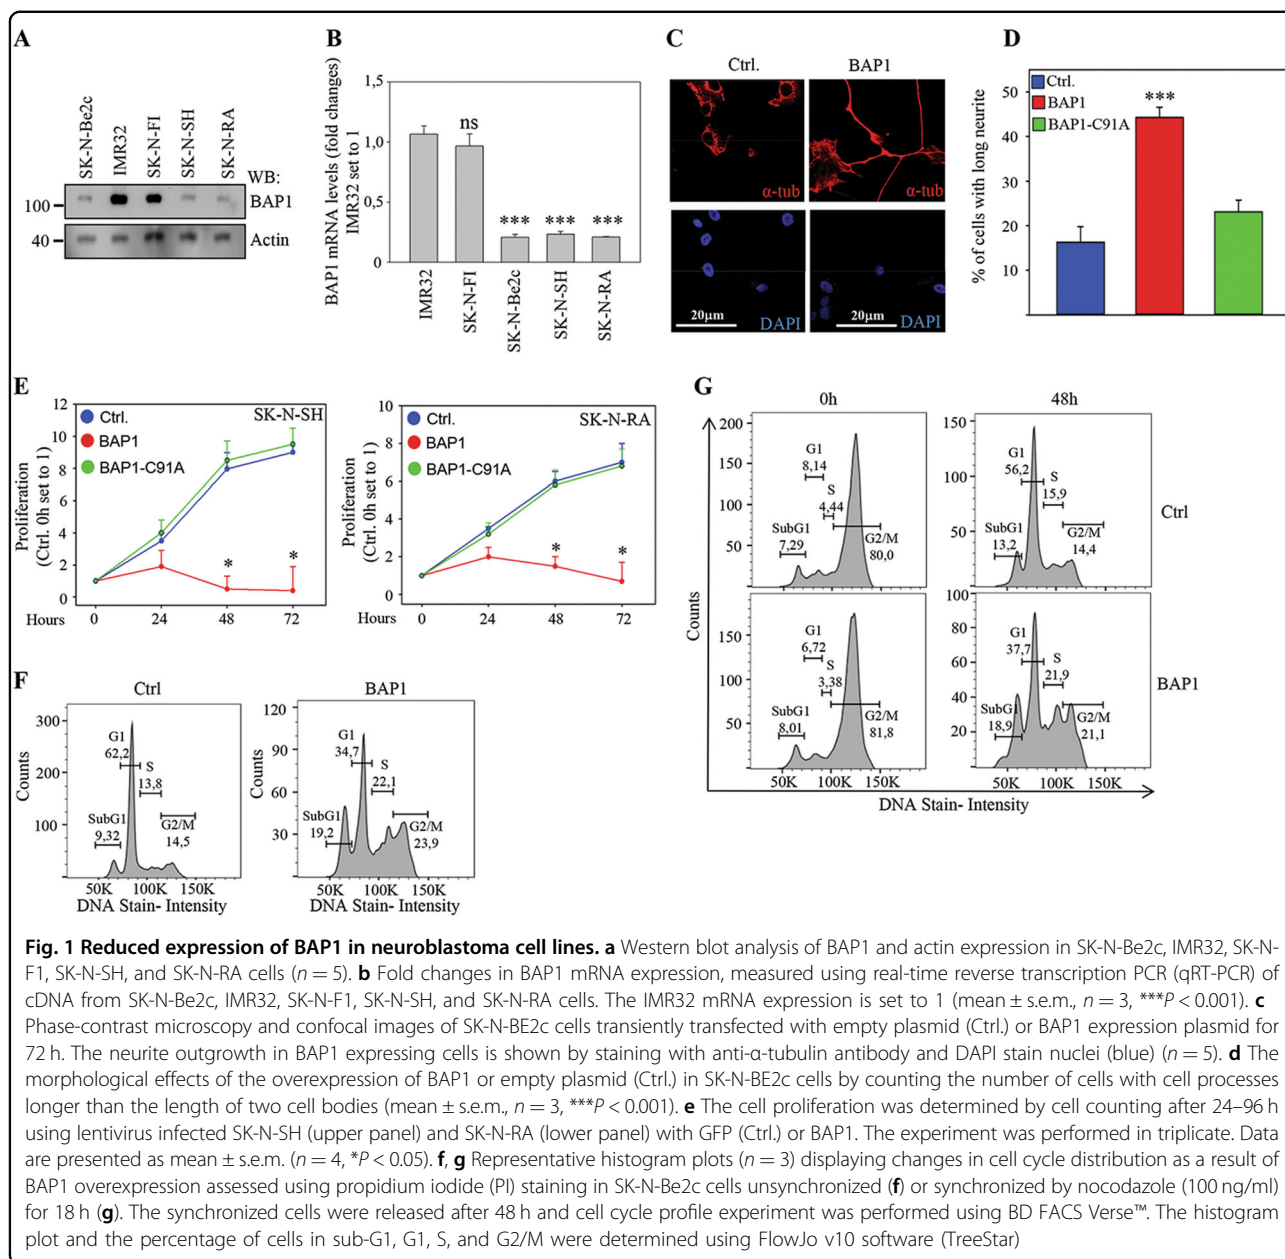 A
SK-N-Be2c
IMR32
SK-N-FI
SK-N-SH
SK-N-RA
WB:
100
BAP1
40
Actin
B
BAP1 mRNA levels (fold changes)
IMR32 set to 1
1,5
1,0
0,5
0
ns
***
***
***
IMR32
SK-N-FI
SK-N-Be2c
SK-N-SH
SK-N-RA
C
Ctrl.
BAP1
α-tub
α-tub
20µm
DAPI
20µm
DAPI
D
% of cells with long neurite
50
40
30
20
10
Ctrl.
BAP1
BAP1-C91A
***
E
Proliferation
(Ctrl. 0h set to 1)
12
10
8
6
4
2
0
Ctrl.
BAP1
BAP1-C91A
SK-N-SH
*
*
Hours
0
24
48
72
Proliferation
(Ctrl. 0h set to 1)
10
8
6
4
2
0
Ctrl.
BAP1
BAP1-C91A
SK-N-RA
*
*
Hours
0
24
48
72
F
Ctrl
Counts
300
200
100
G1
62,2
S
13,8
SubG1
9,32
G2/M
14,5
50K
100K
150K
DNA Stain- Intensity
BAP1
Counts
120
90
60
30
G1
34,7
S
22,1
SubG1
19,2
G2/M
23,9
50K
100K
150K
DNA Stain- Intensity
G
0h
48h
Counts
200
150
100
50
G1
8,14
S
4,44
SubG1
7,29
G2/M
80,0
150
100
50
0
G1
56,2
S
15,9
SubG1
13,2
G2/M
14,4
Ctrl
150
100
50
G1
6,72
S
3,38
SubG1
8,01
G2/M
81,8
50K
100K
150K
100
80
60
40
20
0
G1
37,7
S
21,9
SubG1
18,9
G2/M
21,1
50K
100K
150K
BAP1
DNA Stain- Intensity
Fig. 1 Reduced expression of BAP1 in neuroblastoma cell lines. a Western blot analysis of BAP1 and actin expression in SK-N-Be2c, IMR32, SK-N-
F1, SK-N-SH, and SK-N-RA cells (n = 5). b Fold changes in BAP1 mRNA expression, measured using real-time reverse transcription PCR (qRT-PCR) of
cDNA from SK-N-Be2c, IMR32, SK-N-F1, SK-N-SH, and SK-N-RA cells. The IMR32 mRNA expression is set to 1 (mean ± s.e.m., n = 3, ***P < 0.001). c
Phase-contrast microscopy and confocal images of SK-N-BE2c cells transiently transfected with empty plasmid (Ctrl.) or BAP1 expression plasmid for
72 h. The neurite outgrowth in BAP1 expressing cells is shown by staining with anti-α-tubulin antibody and DAPI stain nuclei (blue) (n = 5). d The
morphological effects of the overexpression of BAP1 or empty plasmid (Ctrl.) in SK-N-BE2c cells by counting the number of cells with cell processes
longer than the length of two cell bodies (mean ± s.e.m., n = 3, ***P < 0.001). e The cell proliferation was determined by cell counting after 24–96 h
using lentivirus infected SK-N-SH (upper panel) and SK-N-RA (lower panel) with GFP (Ctrl.) or BAP1. The experiment was performed in triplicate. Data
are presented as mean ± s.e.m. (n = 4, *P < 0.05). f, g Representative histogram plots (n = 3) displaying changes in cell cycle distribution as a result of
BAP1 overexpression assessed using propidium iodide (PI) staining in SK-N-Be2c cells unsynchronized (f) or synchronized by nocodazole (100 ng/ml)
for 18 h (g). The synchronized cells were released after 48 h and cell cycle profile experiment was performed using BD FACS Verse™. The histogram
plot and the percentage of cells in sub-G1, G1, S, and G2/M were determined using FlowJo v10 software (TreeStar)